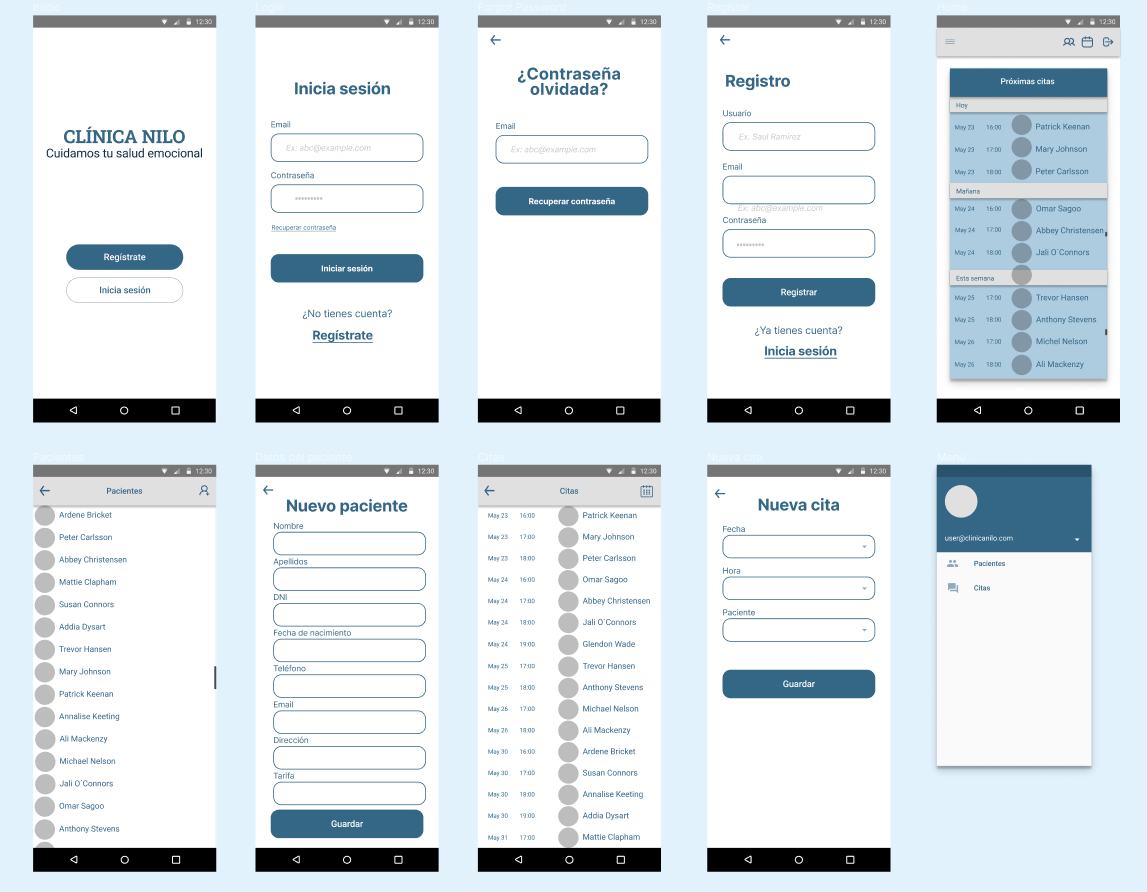 Inicio
12:30
CLÍNICA NILO
Cuidamos tu salud emocional
Regístrate
Inicia sesión
Login
12:30
Inicia sesión
Email
Ex: abc@example.com
Contraseña
*********
Recuperar contraseña
Iniciar sesión
¿No tienes cuenta?
Regístrate
Forgot Password
12:30
¿Contraseña
olvidada?
Email
Ex: abc@example.com
Recuperar contraseña
Registrar
12:30
Registro
Usuario
Ex. Saul Ramirez
Email
Ex: abc@example.com
Contraseña
*********
Registrar
¿Ya tienes cuenta?
Inicia sesión
Home
12:30
Próximas citas
Hoy
May 23 16:00 Patrick Keenan
May 23 17:00 Mary Johnson
May 23 18:00 Peter Carlsson
Mañana
May 24 16:00 Omar Sagoo
May 24 17:00 Abbey Christensen
May 24 18:00 Jali O´Connors
Esta semana
May 25 17:00 Trevor Hansen
May 25 18:00 Anthony Stevens
May 26 17:00 Michel Nelson
May 26 18:00 Ali Mackenzy
Pacientes
12:30
Pacientes
Ardene Bricket
Peter Carlsson
Abbey Christensen
Mattie Clapham
Susan Connors
Addia Dysart
Trevor Hansen
Mary Johnson
Patrick Keenan
Annalise Keeting
Ali Mackenzy
Michael Nelson
Jali O´Connors
Omar Sagoo
Anthony Stevens
Datos del paciente
12:30
Nuevo paciente
Nombre
Apellidos
DNI
Fecha de nacimiento
Teléfono
Email
Dirección
Tarifa
Guardar
Citas
12:30
Citas
May 23 16:00 Patrick Keenan
May 23 17:00 Mary Johnson
May 23 18:00 Peter Carlsson
May 24 16:00 Omar Sagoo
May 24 17:00 Abbey Christensen
May 24 18:00 Jali O´Connors
May 24 19:00 Glendon Wade
May 25 17:00 Trevor Hansen
May 25 18:00 Anthony Stevens
May 26 17:00 Michael Nelson
May 26 18:00 Ali Mackenzy
May 30 16:00 Ardene Bricket
May 30 17:00 Susan Connors
May 30 18:00 Annalise Keeting
May 30 19:00 Addia Dysart
May 31 17:00 Mattie Clapham
Nueva cita
12:30
Nueva cita
Fecha
Hora
Paciente
Guardar
Menú
user@clinicanilo.com
Pacientes
Citas